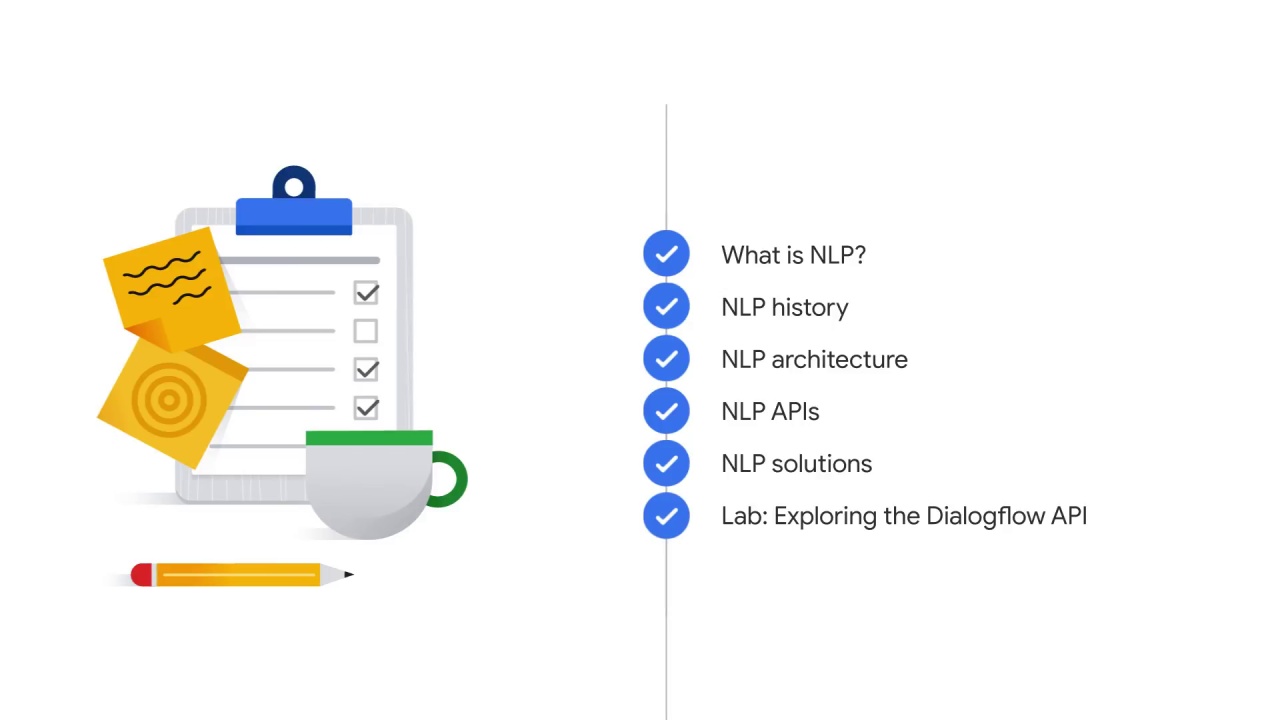 What is NLP?
NLP history
NLP architecture
NLP APIs
NLP solutions
Lab: Exploring the Dialogflow API